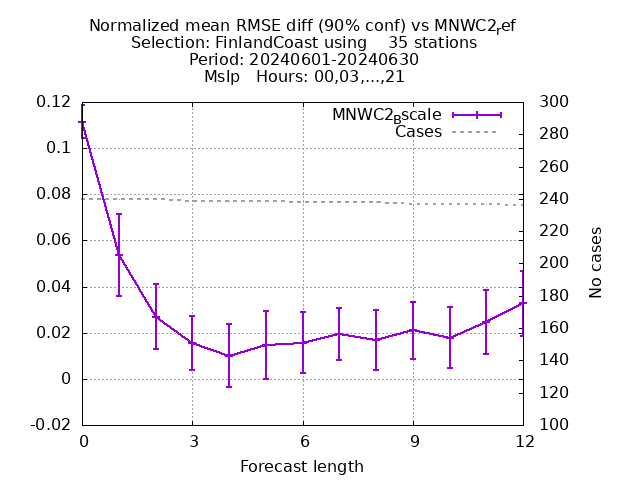 Normalized mean RMSE diff (90% conf) vs MNWC2ref
Selection: FinlandCoast using    35 stations
Period: 20240601-20240630
Mslp   Hours: 00,03,...,21
MNWC2Bscale
Cases
0.12
0.1
0.08
0.06
0.04
0.02
0
-0.02
300
280
260
240
220
200
180
160
140
120
100
No cases
0 3 6 9 12
Forecast length